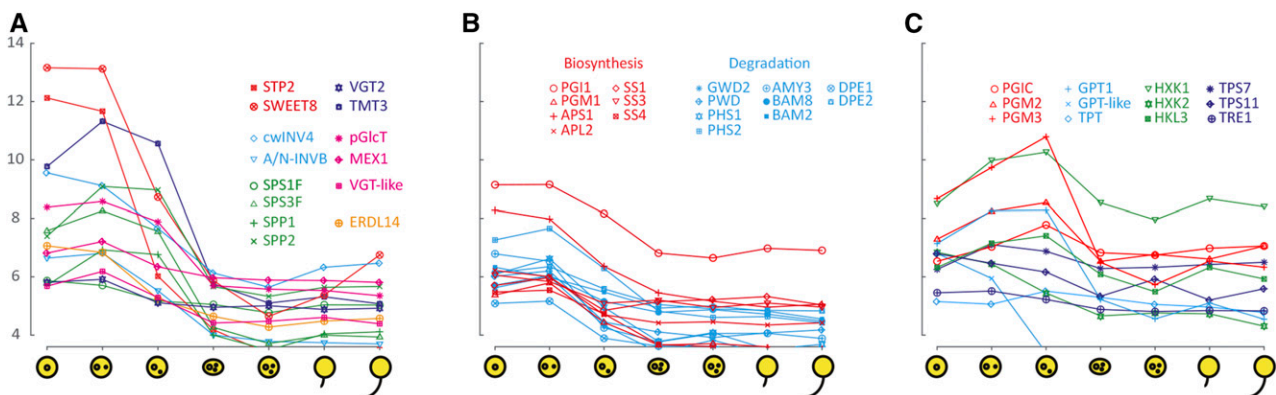 A
14
12
10
8
6
4
STP2
VGT2
SWEET8
TMT3
cwINV4
pGlcT
A/N-INVB
MEX1
SPS1F
VGT-like
SPS3F
SPP1
ERDL14
SPP2
B
Biosynthesis
Degradation
PGI1
SS1
PGM1
SS3
APS1
SS4
APL2
GWD2
AMY3
DPE1
PWD
BAM8
DPE2
PHS1
BAM2
PHS2
C
PGIC
GPT1
HXK1
TPS7
PGM2
GPT-like
HXK2
TPS11
PGM3
TPT
HKL3
TRE1